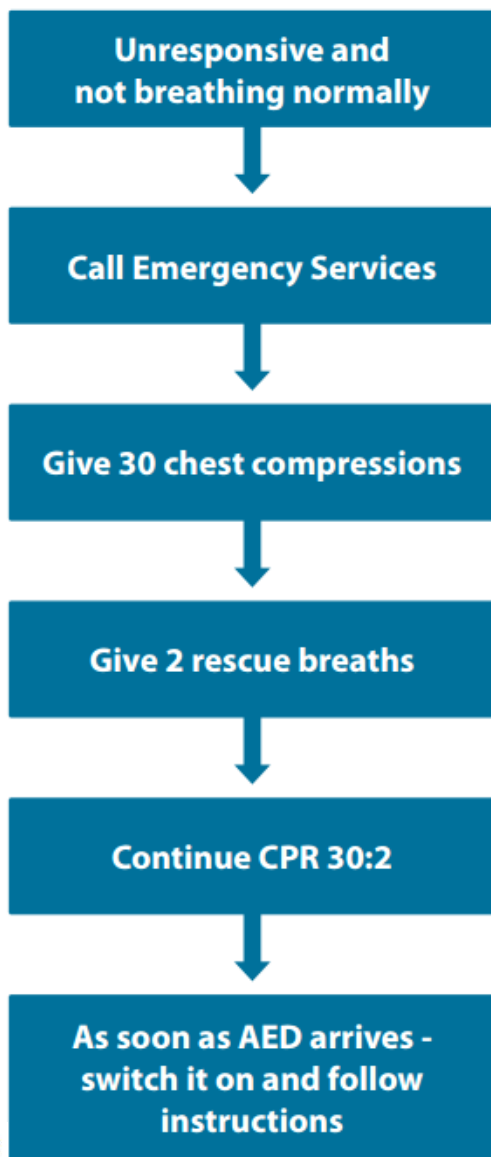 Unresponsive and
not breathing normally
Call Emergency Services
Give 30 chest compressions
Give 2 rescue breaths
Continue CPR 30:2
As soon as AED arrives -
switch it on and follow
instructions